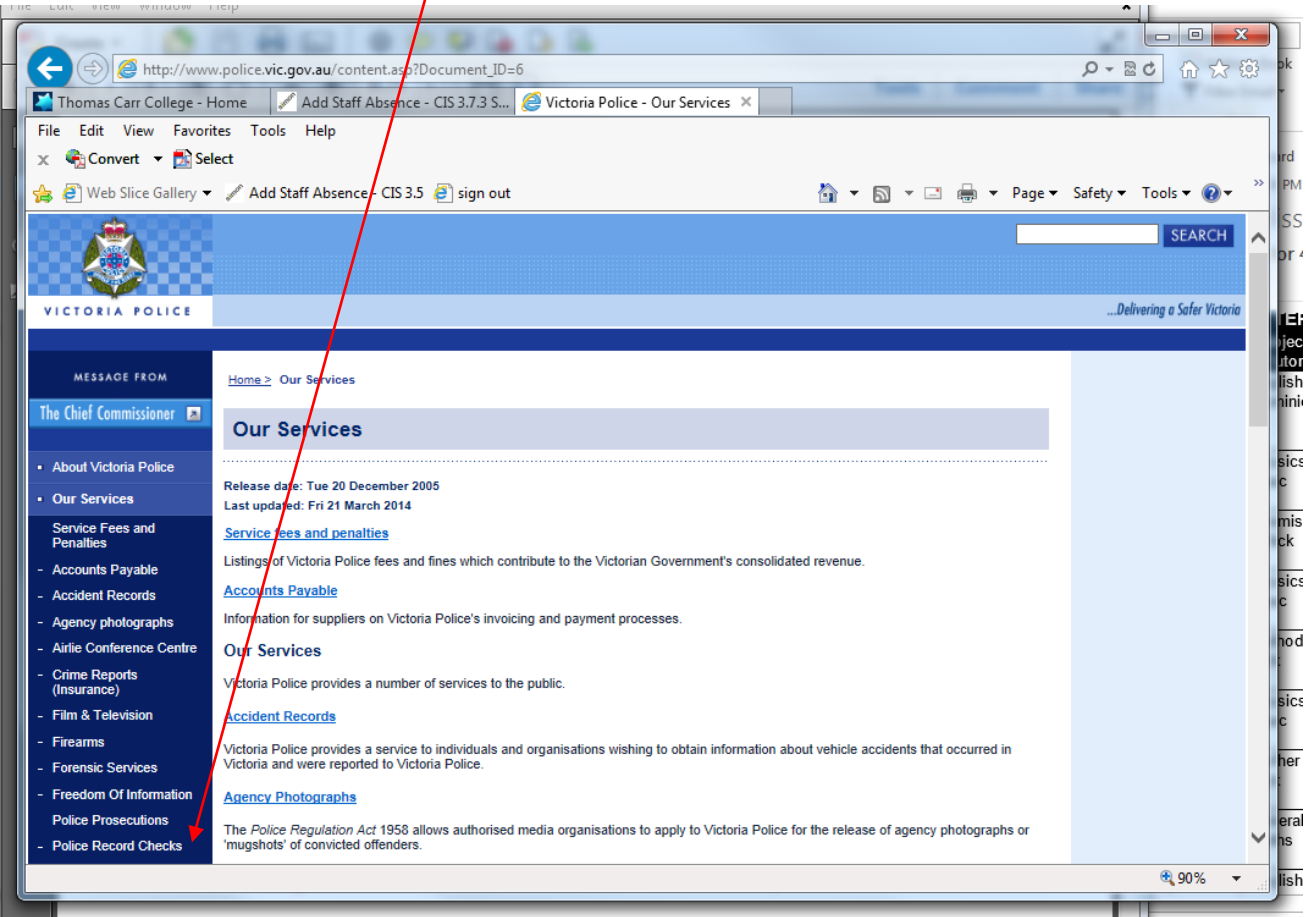 File Edit View Window Help
http://www.police.vic.gov.au/content.asp?Document_ID=6
Thomas Carr College - Home
Add Staff Absence - CIS 3.7.3 S...
Victoria Police - Our Services
File Edit View Favorites Tools Help
x Convert Select
Web Slice Gallery Add Staff Absence - CIS 3.5 sign out
Page Safety Tools
SEARCH
VICTORIA POLICE
...Delivering a Safer Victoria
MESSAGE FROM
The Chief Commissioner
About Victoria Police
Our Services
Service Fees and
Penalties
- Accounts Payable
- Accident Records
- Agency photographs
- Airlie Conference Centre
- Crime Reports
(Insurance)
- Film & Television
- Firearms
- Forensic Services
- Freedom Of Information
Police Prosecutions
- Police Record Checks
Home > Our Services
Our Services
Release date: Tue 20 December 2005
Last updated: Fri 21 March 2014
Service fees and penalties
Listings of Victoria Police fees and fines which contribute to the Victorian Government's consolidated revenue.
Accounts Payable
Information for suppliers on Victoria Police's invoicing and payment processes.
Our Services
Victoria Police provides a number of services to the public.
Accident Records
Victoria Police provides a service to individuals and organisations wishing to obtain information about vehicle accidents that occurred in
Victoria and were reported to Victoria Police.
Agency Photographs
The Police Regulation Act 1958 allows authorised media organisations to apply to Victoria Police for the release of agency photographs or
'mugshots' of convicted offenders.
90%
PM